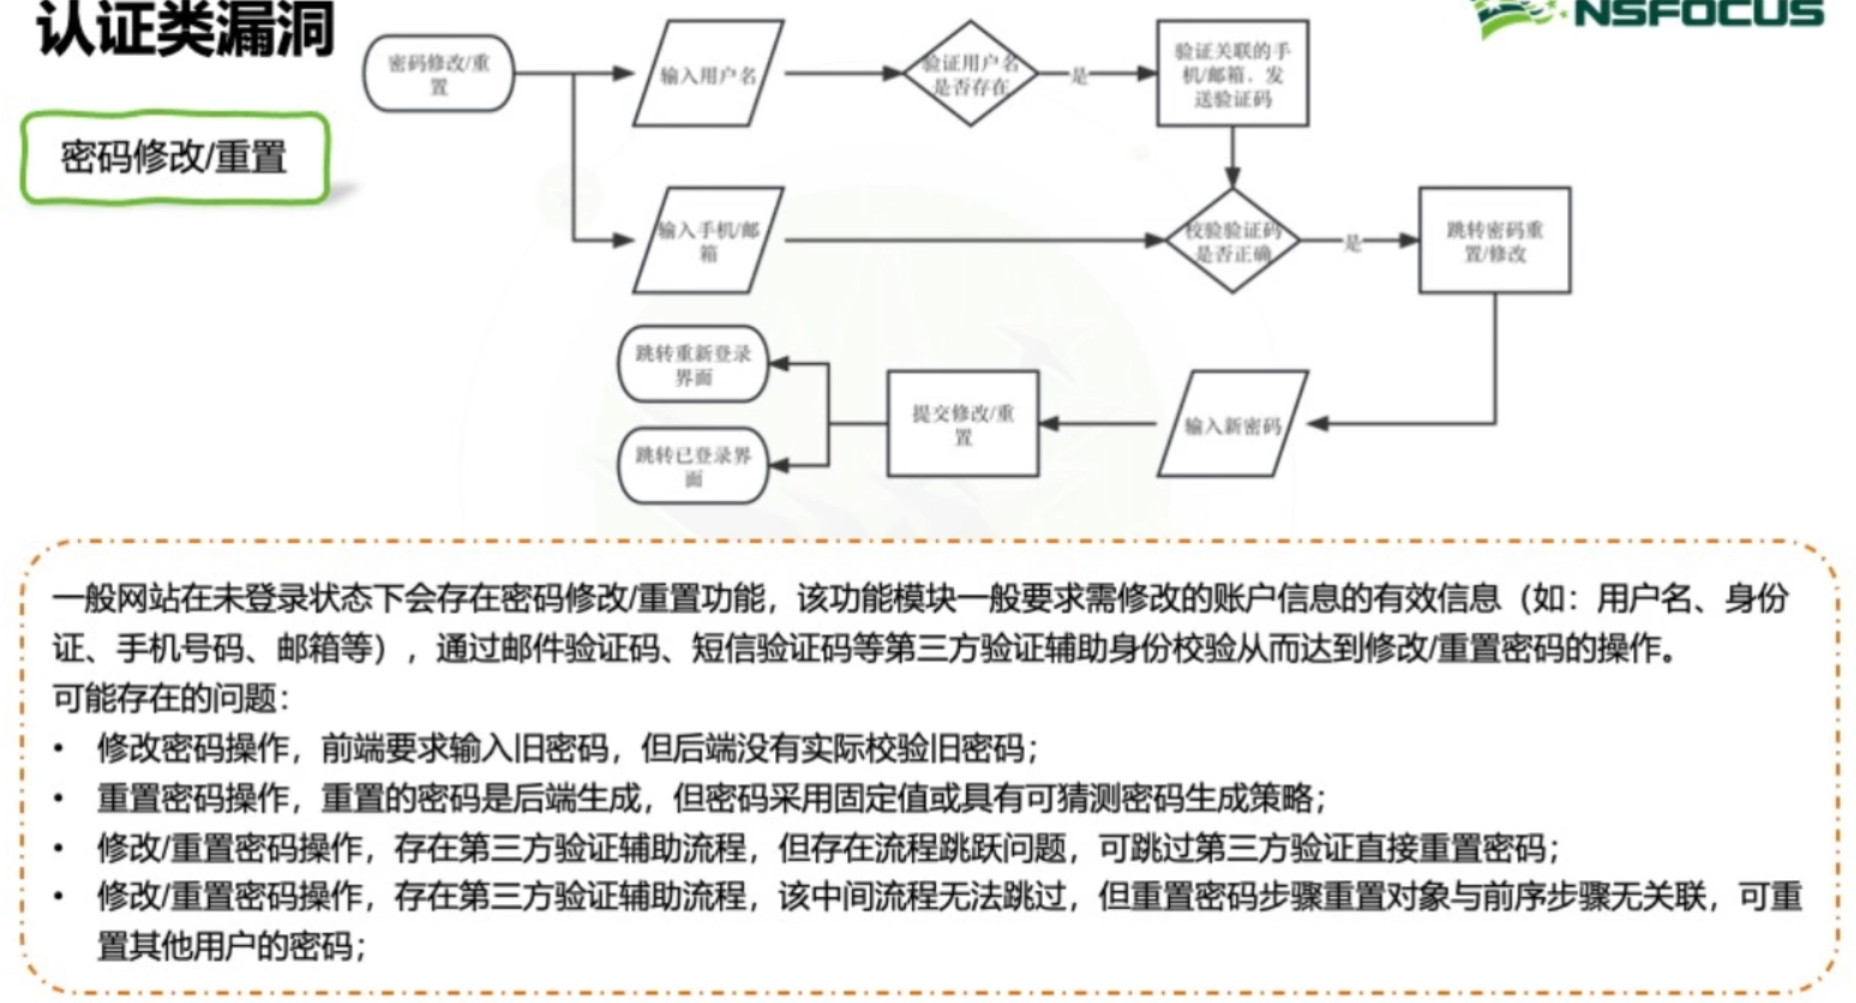 认证类漏洞
NSFOCUS
密码修改/重置
密码修改/重
置
输入用户名
验证用户名
是否存在
是
验证关联的手
机/邮箱，发
送验证码
输入手机/邮
箱
校验验证码
是否正确
是
跳转密码重
置/修改
跳转重新登录
界面
跳转已登录界
面
提交修改/重
置
输入新密码
一般网站在未登录状态下会存在密码修改/重置功能，该功能模块一般要求需修改的账户信息的有效信息（如：用户名、身份
证、手机号码、邮箱等），通过邮件验证码、短信验证码等第三方验证辅助身份校验从而达到修改/重置密码的操作。
可能存在的问题：
• 修改密码操作，前端要求输入旧密码，但后端没有实际校验旧密码；
• 重置密码操作，重置的密码是后端生成，但密码采用固定值或具有可猜测密码生成策略；
• 修改/重置密码操作，存在第三方验证辅助流程，但存在流程跳跃问题，可跳过第三方验证直接重置密码；
• 修改/重置密码操作，存在第三方验证辅助流程，该中间流程无法跳过，但重置密码步骤重置对象与前序步骤无关联，可重
置其他用户的密码；